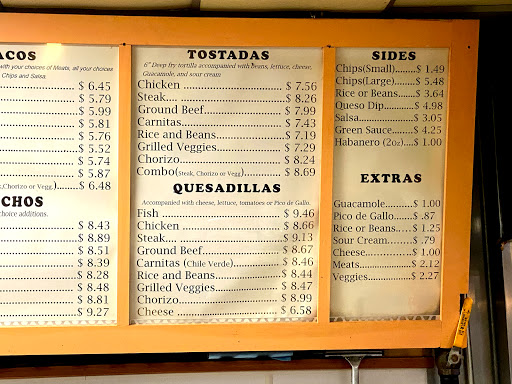 ACOS
with your choices of Meats, all your choices
Chips and Salsa
$ 6.45
$ 5.79
$ 5.99
$ 5.81
$ 5.76
$ 5.52
$ 5.74
$ 5.87
,Chorizo or Vegg.).......$ 6.48
CHOS
choice additions.
$ 8.43
$ 8.89
$ 8.51
$ 8.39
$ 8.28
$ 8.48
$ 8.81
$ 9.27
TOSTADAS
6" Deep fry tortilla accompanied with Beans, lettuce, cheese,
Guacamole, and sour cream
Chicken ........................ $ 7.56
Steak.... ........................ $ 8.26
Ground Beef.................. $ 7.99
Carnitas......................... $ 7.43
Rice and Beans..............$ 7.19
Grilled Veggies..............$ 7.29
Chorizo......................... $ 8.24
Combo(Steak, Chorizo or Vegg)........... $ 8.69
QUESADILLAS
Accompanied with cheese, lettuce, tomatoes or Pico de Gallo.
Fish .............................. $ 9.46
Chicken ........................ $ 8.66
Steak.... ........................ $ 9.13
Ground Beef..................$ 8.67
Carnitas (Chile Verde)........... $ 8.46
Rice and Beans..............$ 8.44
Grilled Veggies..............$ 8.47
Chorizo.........................$ 8.99
Cheese .........................$ 6.58
SIDES
Chips(Small)........$ 1.49
Chips(Large)........$ 5.48
Rice or Beans......$ 3.64
Queso Dip...........$ 4.98
Salsa....................$ 3.05
Green Sauce........$ 4.25
Habanero (2oz)....$ 1.00
EXTRAS
Guacamole..........$ 1.00
Pico de Gallo.......$ .87
Rice or Beans.....$ 1.25
Sour Cream.........$ .79
Cheese................$ 1.00
Meats..................$ 2.12
Veggies...............$ 2.27